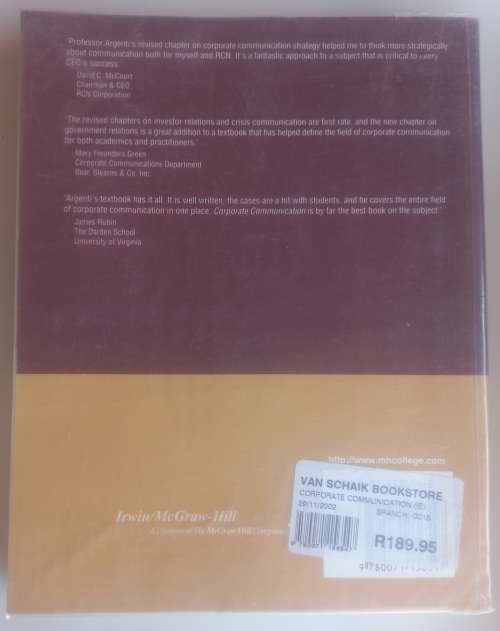 "Professor Argenti's revised chapter on corporate communication strategy helped me to think more strategically
about communication both for myself and RCN. It's a fantastic approach to a subject that is critical to every
CEO's success."
David C. McCourt
Chairman & CEO
RCN Corporation
"The revised chapters on investor relations and crisis communication are first rate, and the new chapter on
government relations is a great addition to a textbook that has helped define the field of corporate communication
for both academics and practitioners."
Mary Flounders Green
Corporate Communications Department
Bear, Stearns & Co. Inc.
"Argenti's textbook has it all. It is well written, the cases are a hit with students, and he covers the entire field
of corporate communication in one place. Corporate Communication is by far the best book on the subject."
James Rubin
The Darden School
University of Virginia
http://www.mhcollege.com
VAN SCHAIK BOOKSTORE
CORPORATE COMMUNICATION (IE)
29/11/2002
BRANCH:
R189.95
Irwin/McGraw-Hill
A Division of The McGraw-Hill Companies